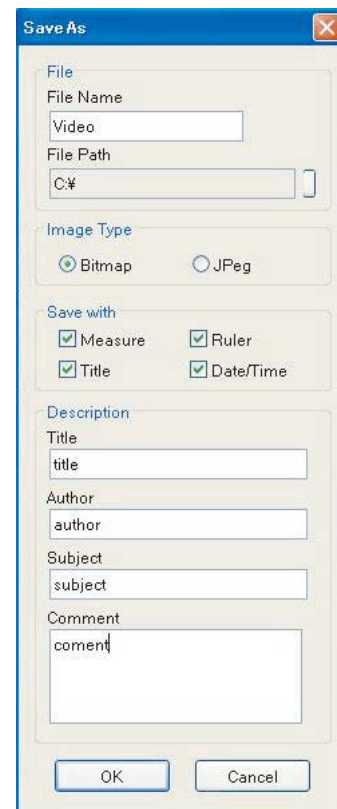 Save As
File
File Name
Video
File Path
C:¥
Image Type
Bitmap JPeg
Save with
Measure Ruler
Title Date/Time
Description
Title
title
Author
author
Subject
subject
Comment
coment
OK Cancel